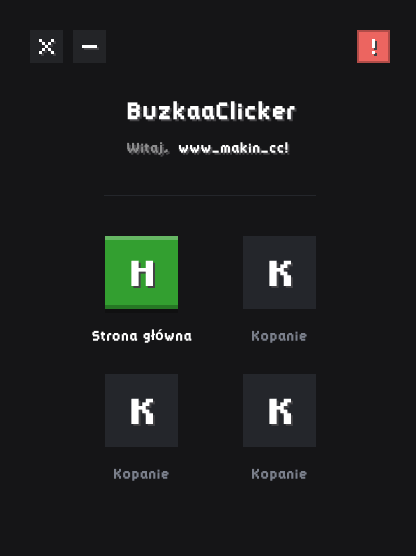 !
BuzkaaClicker
Witaj, www_makin_cc!
H K
Strona główna Kopanie
K K
Kopanie Kopanie